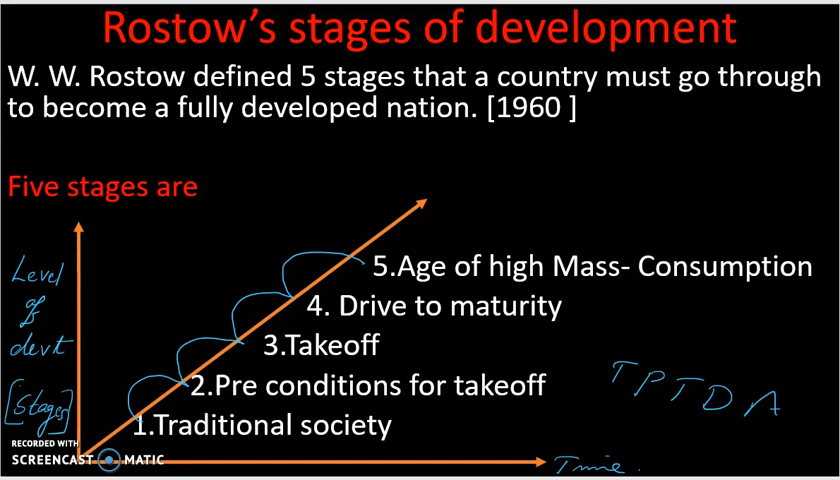 Rostow's stages of development
W. W. Rostow defined 5 stages that a country must go through
to become a fully developed nation. [1960 ]
Five stages are
5.Age of high Mass- Consumption
4. Drive to maturity
3.Takeoff
2.Pre conditions for takeoff
1.Traditional society
Level
of
devt
[Stages]
TPTDA
Time.
RECORDED WITH
SCREENCAST MATIC